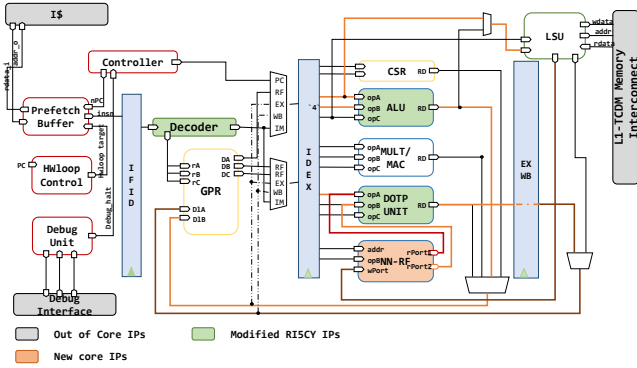 I$
rdata_i
addr_o
Controller
nPC
insn
Prefetch
Buffer
Hwloop target
PC
HWloop
Control
Debug_halt
Debug
Unit
Debug
Interface
IFID
Decoder
rA
rB
rC
DA
DB
DC
GPR
D1A
D1B
PC
RF
EX
WB
IM
RF
RF
EX
WB
IM
IDEX
'4'
CSR
RD
opA
opB
opC
ALU
RD
opA
opB
opC
MULT/
MAC
RD
opA
opB
opC
DOTP
UNIT
RD
addr
opB
wPort
NN-RF
rPort1
rPort2
EX
WB
LSU
wdata
addr
rdata
L1-TCDM Memory
Interconnect
Out of Core IPs
Modified RI5CY IPs
New core IPs